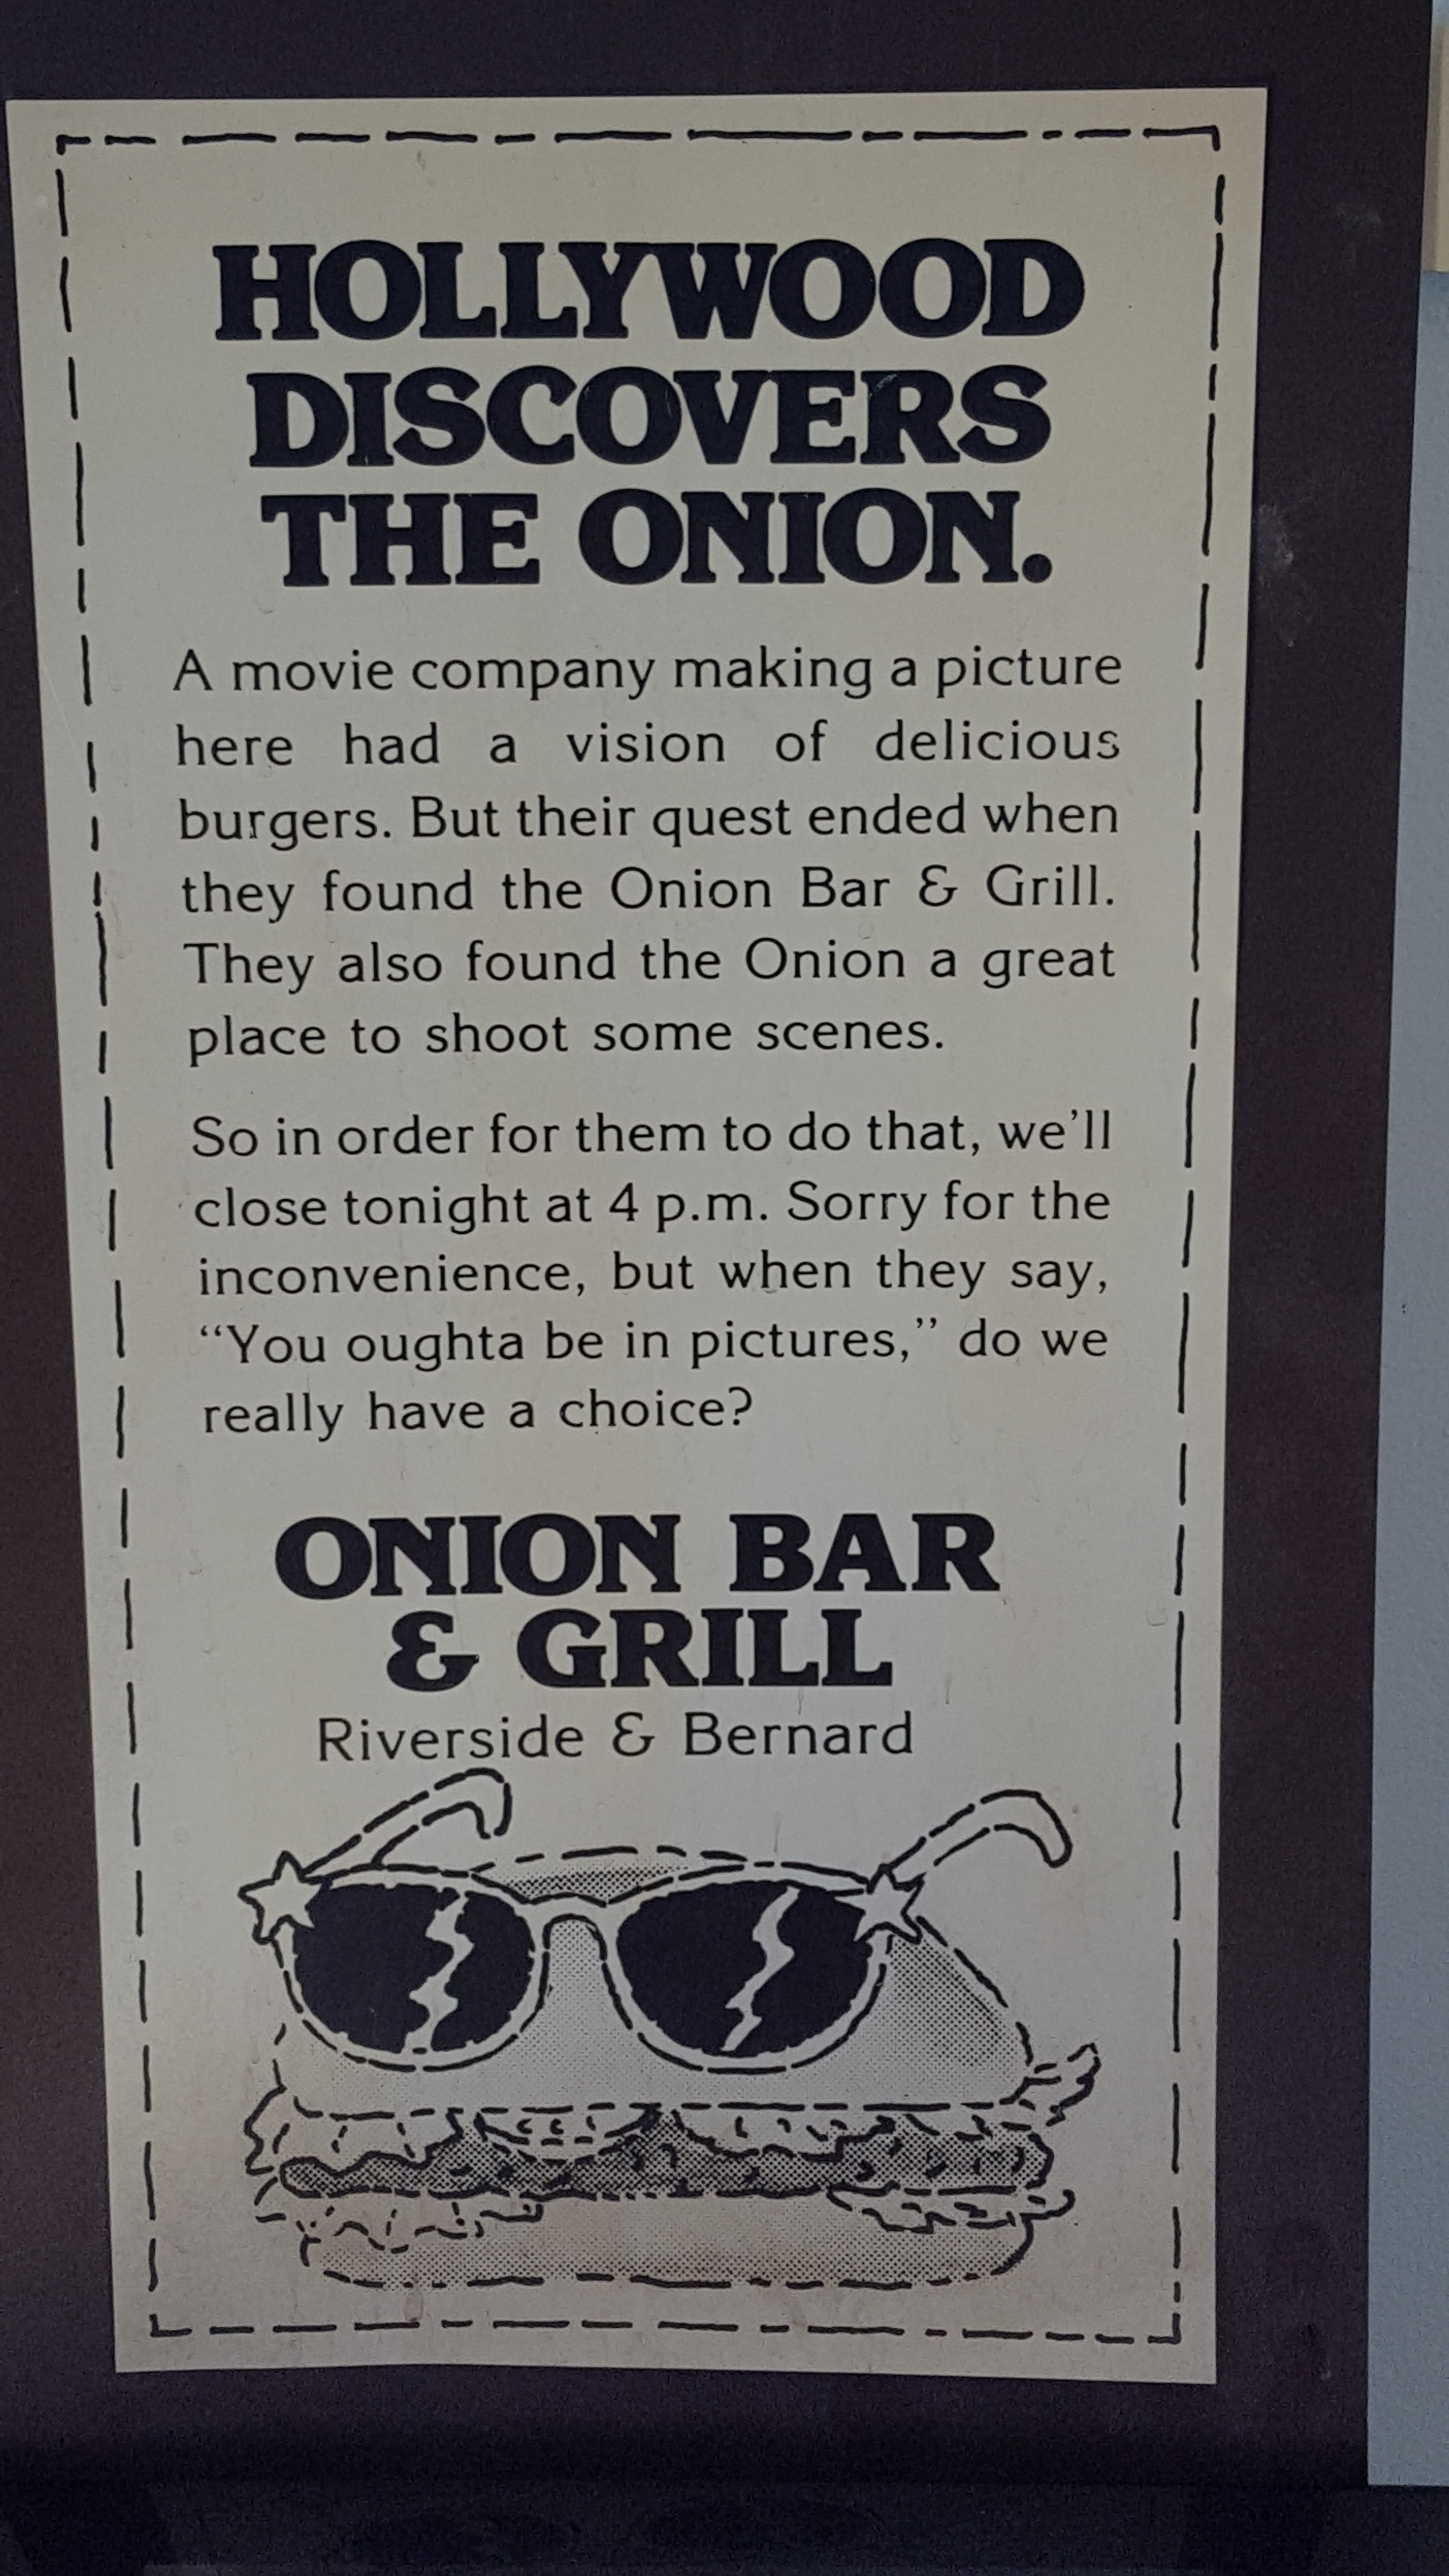 HOLLYWOOD
DISCOVERS
THE ONION.
A movie company making a picture
here had a vision of delicious
burgers. But their quest ended when
they found the Onion Bar & Grill.
They also found the Onion a great
place to shoot some scenes.
So in order for them to do that, we'll
close tonight at 4 p.m. Sorry for the
inconvenience, but when they say,
“You oughta be in pictures,” do we
really have a choice?
ONION BAR
& GRILL
Riverside & Bernard